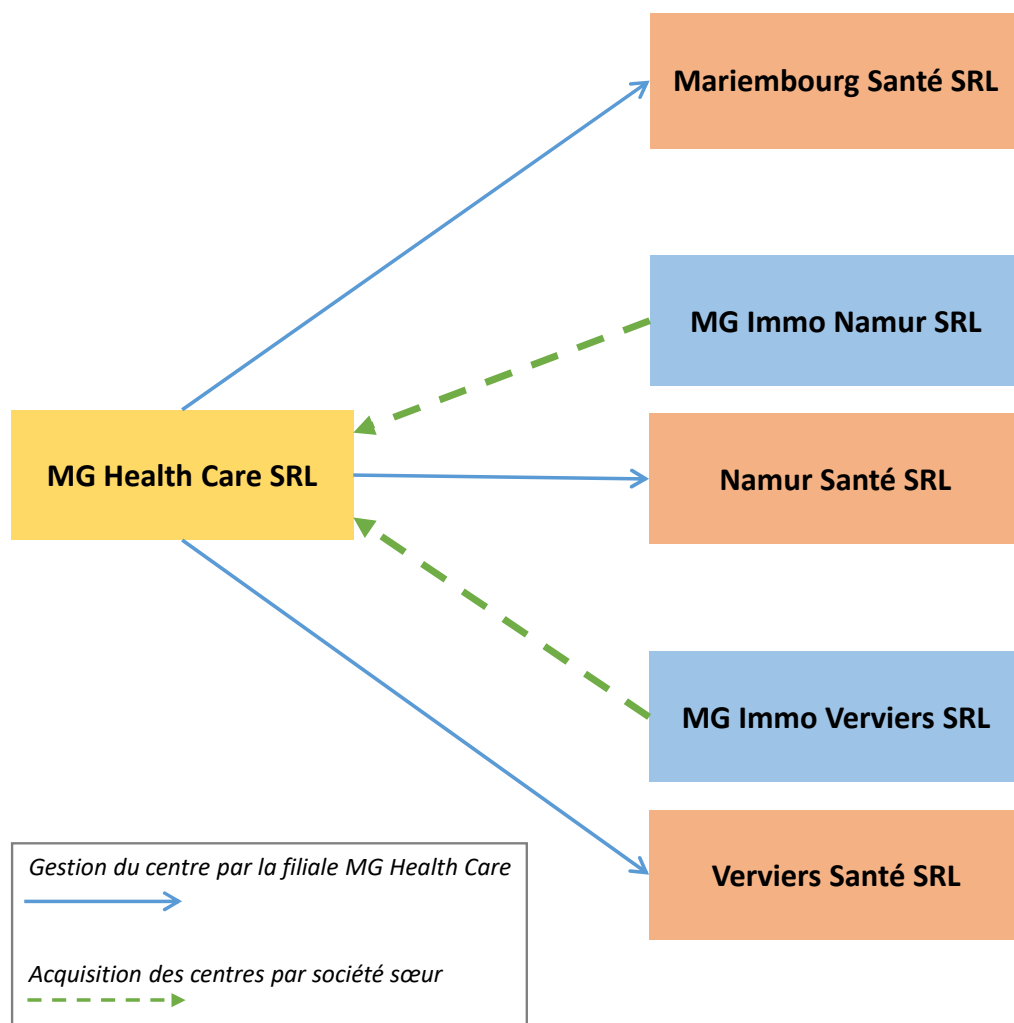 Mariembourg Santé SRL
MG Immo Namur SRL
MG Health Care SRL
Namur Santé SRL
MG Immo Verviers SRL
Verviers Santé SRL
Gestion du centre par la filiale MG Health Care
Acquisition des centres par société sœur